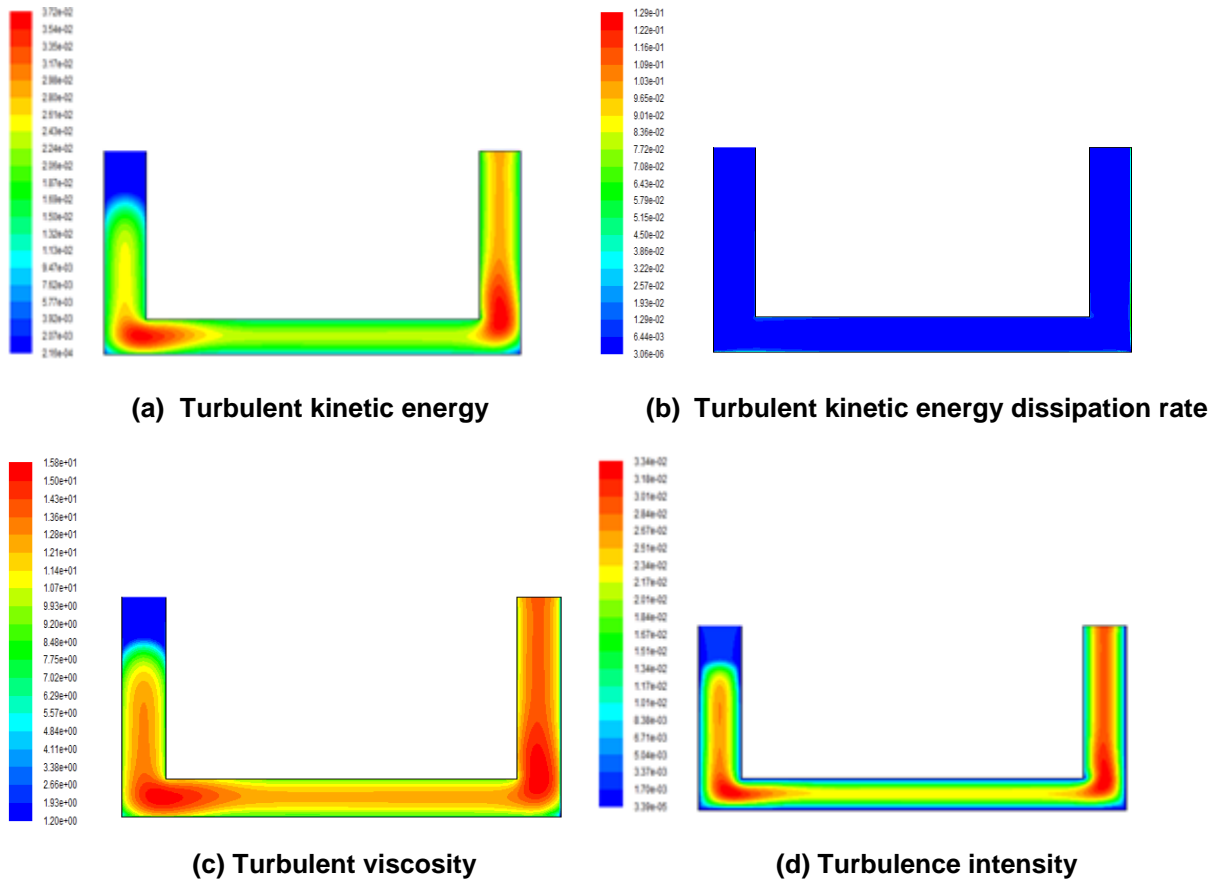 3.72e-02
3.54e-02
3.35e-02
3.17e-02
2.98e-02
2.80e-02
2.61e-02
2.43e-02
2.24e-02
2.06e-02
1.87e-02
1.69e-02
1.50e-02
1.32e-02
1.13e-02
9.47e-03
7.62e-03
5.77e-03
3.92e-03
2.07e-03
2.16e-04
(a) Turbulent kinetic energy
1.29e-01
1.22e-01
1.16e-01
1.09e-01
1.03e-01
9.65e-02
9.01e-02
8.36e-02
7.72e-02
7.08e-02
6.43e-02
5.79e-02
5.15e-02
4.50e-02
3.86e-02
3.22e-02
2.57e-02
1.93e-02
1.29e-02
6.44e-03
3.06e-06
(b) Turbulent kinetic energy dissipation rate
1.58e+01
1.50e+01
1.43e+01
1.36e+01
1.28e+01
1.21e+01
1.14e+01
1.07e+01
9.93e+00
9.20e+00
8.48e+00
7.75e+00
7.02e+00
6.29e+00
5.57e+00
4.84e+00
4.11e+00
3.38e+00
2.66e+00
1.93e+00
1.20e+00
(c) Turbulent viscosity
3.34e-02
3.18e-02
3.01e-02
2.84e-02
2.67e-02
2.51e-02
2.34e-02
2.17e-02
2.01e-02
1.84e-02
1.67e-02
1.51e-02
1.34e-02
1.17e-02
1.01e-02
8.38e-03
6.71e-03
5.04e-03
3.37e-03
1.70e-03
3.39e-05
(d) Turbulence intensity